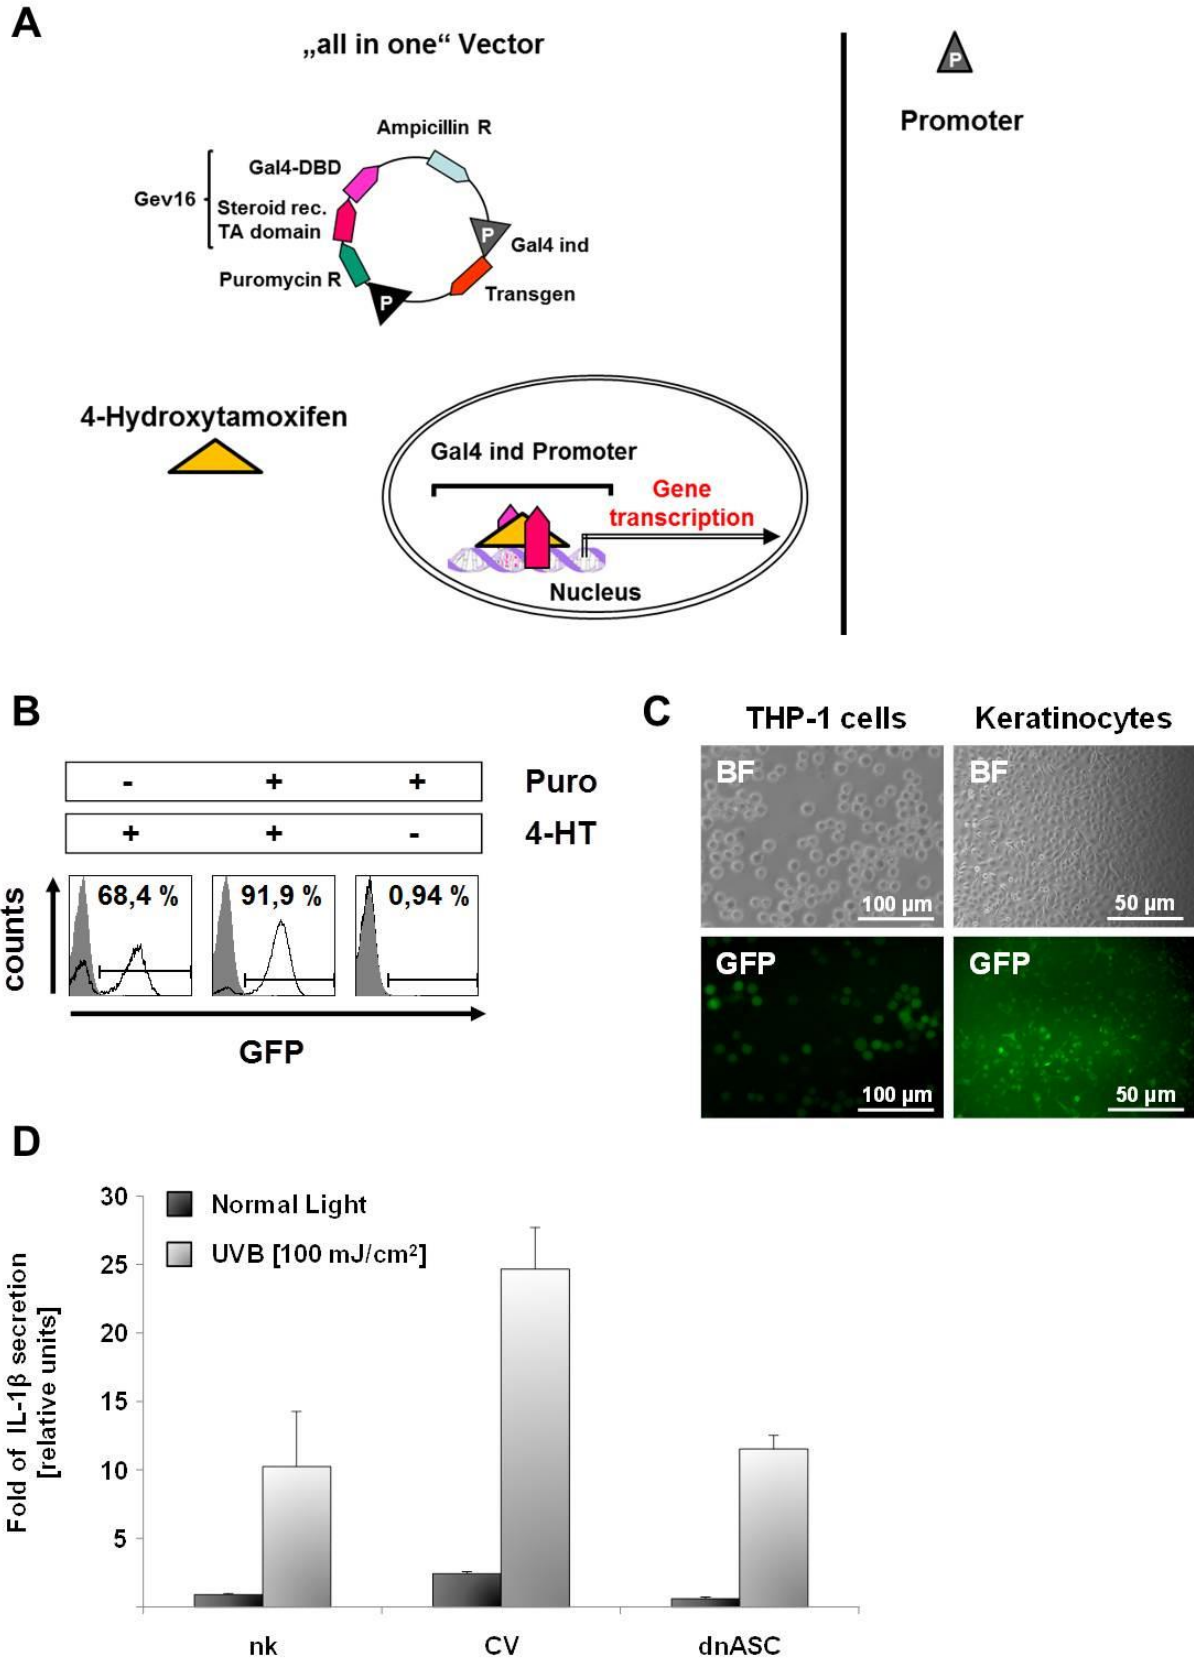 A
„all in one“ Vector
P
Promoter
Ampicillin R
Gal4-DBD
Gev16
Steroid rec.
TA domain
P
Gal4 ind
Puromycin R
P
Transgen
4-Hydroxytamoxifen
Gal4 ind Promoter
Gene
transcription
Nucleus
B
- + + Puro
+ + - 4-HT
counts
68,4 % 91,9 % 0,94 %
GFP
C
THP-1 cells Keratinocytes
BF BF
100 µm 50 µm
GFP GFP
100 µm 50 µm
D
Fold of IL-1β secretion
[relative units]
30
25
20
15
10
5
Normal Light
UVB [100 mJ/cm²]
nk CV dnASC